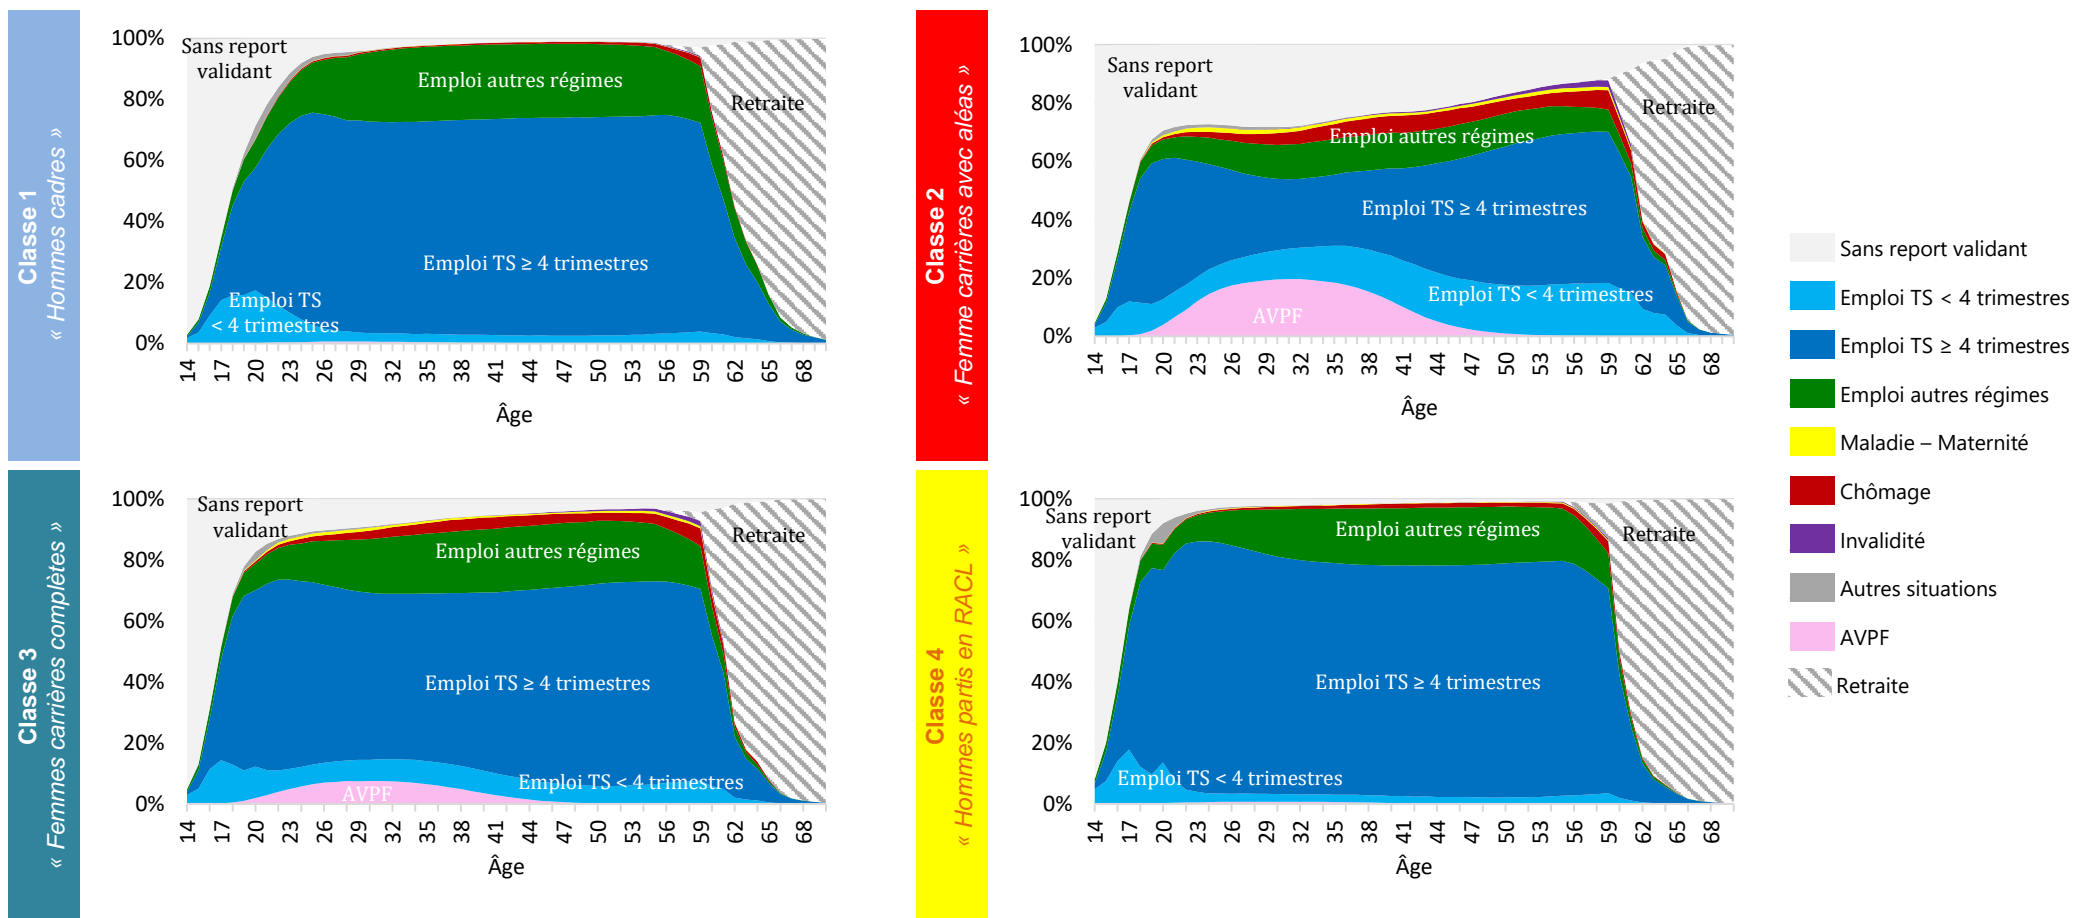 Classe 1
« Hommes cadres »
100%
80%
60%
40%
20%
0%
Sans report
validant
Emploi autres régimes
Retraite
Emploi TS ≥ 4 trimestres
Emploi TS
< 4 trimestres
14 17 20 23 26 29 32 35 38 41 44 47 50 53 56 59 62 65 68
Âge
Classe 2
« Femme carrières avec aléas »
100%
80%
60%
40%
20%
0%
Sans report
validant
Retraite
Emploi autres régimes
Emploi TS ≥ 4 trimestres
Emploi TS < 4 trimestres
AVPF
14 17 20 23 26 29 32 35 38 41 44 47 50 53 56 59 62 65 68
Âge
Classe 3
« Femmes carrières complètes »
100%
80%
60%
40%
20%
0%
Sans report
validant
Retraite
Emploi autres régimes
Emploi TS ≥ 4 trimestres
Emploi TS < 4 trimestres
AVPF
14 17 20 23 26 29 32 35 38 41 44 47 50 53 56 59 62 65 68
Âge
Classe 4
« Hommes partis en RACL »
100%
80%
60%
40%
20%
0%
Sans report
validant
Emploi autres régimes
Retraite
Emploi TS ≥ 4 trimestres
Emploi TS < 4 trimestres
14 17 20 23 26 29 32 35 38 41 44 47 50 53 56 59 62 65 68
Âge
Sans report validant
Emploi TS < 4 trimestres
Emploi TS ≥ 4 trimestres
Emploi autres régimes
Maladie – Maternité
Chômage
Invalidité
Autres situations
AVPF
Retraite